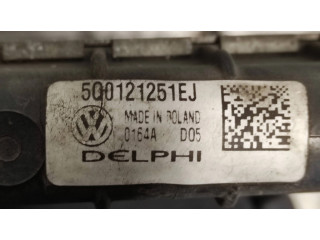 5Q0121251EJ
MADE IN POLAND
0164A D05
DELPHI